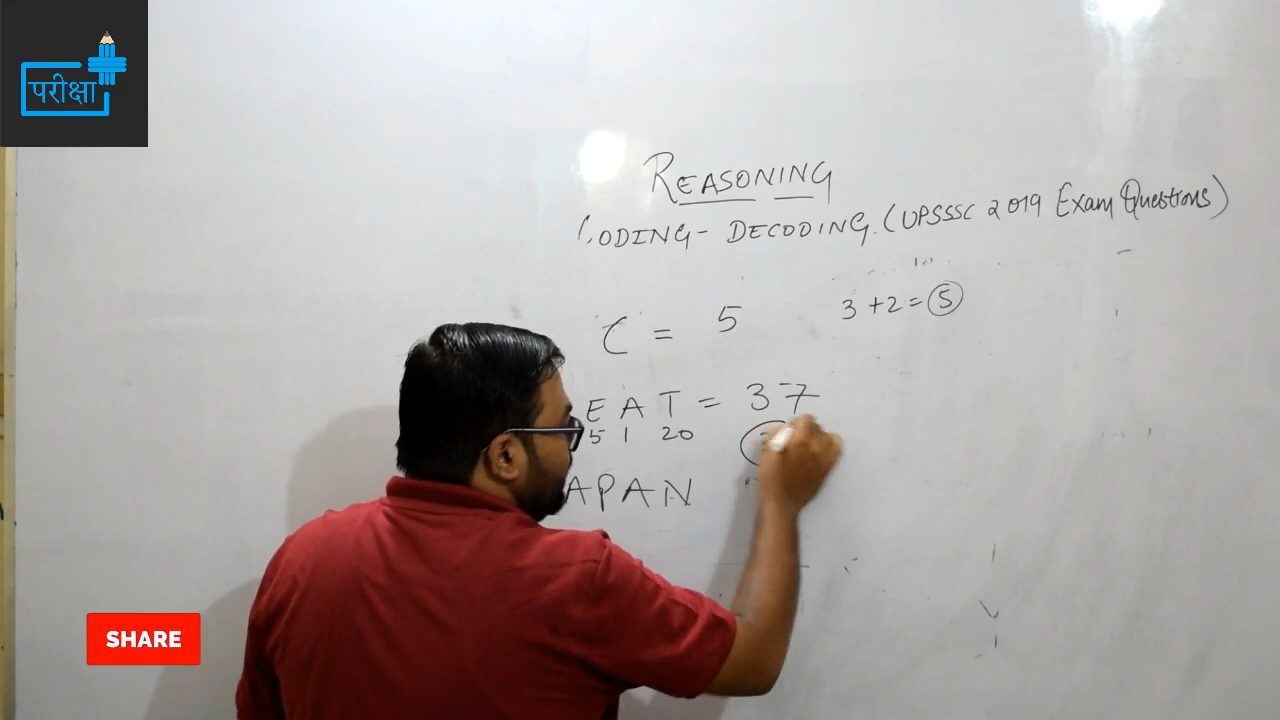 परीक्षा
REASONING
CODING - DECODING. (UPSSSC 2019 Exam Questions)
C = 5 3 + 2 = 5
EAT = 37
5 1 20
APAN
SHARE